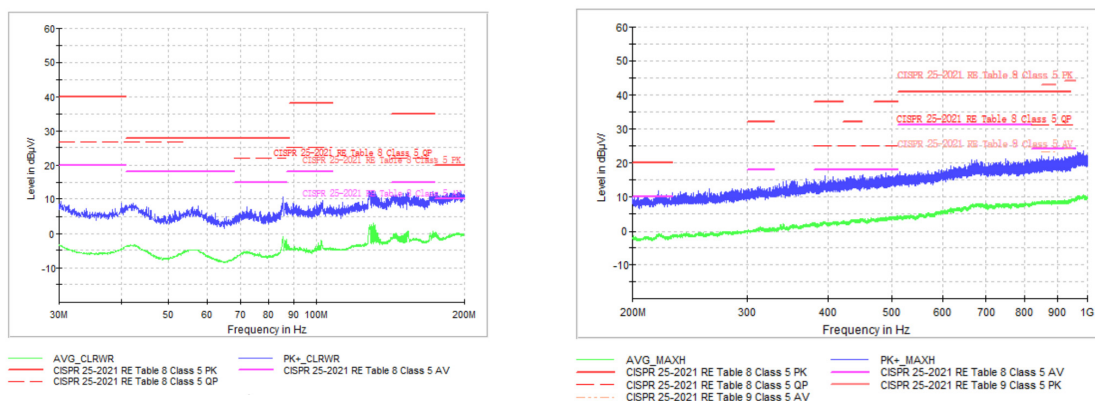 60
50
40
30
20
10
0
-10
Level in dBµV/
CISPR 25-2021 RE Table 8 Class 5 QP
CISPR 25-2021 RE Table 8 Class 5 PK
CISPR 25-2021 RE Table 8 Class 5 AV
30M 40 50 60 80 100M 200M
Frequency in Hz
AVG_CLRWR PK+_CLRWR
CISPR 25-2021 RE Table 8 Class 5 PK CISPR 25-2021 RE Table 8 Class 5 AV
CISPR 25-2021 RE Table 8 Class 5 QP
60
50
40
30
20
10
0
-10
Level in dBµV/
CISPR 25-2021 RE Table 8 Class 5 PK
CISPR 25-2021 RE Table 8 Class 5 QP
CISPR 25-2021 RE Table 8 Class 5 AV
200M 300 400 500 600 700 800 900 1G
Frequency in Hz
AVG_MAXH PK+_MAXH
CISPR 25-2021 RE Table 8 Class 5 PK CISPR 25-2021 RE Table 8 Class 5 AV
CISPR 25-2021 RE Table 8 Class 5 QP CISPR 25-2021 RE Table 9 Class 5 PK
CISPR 25-2021 RE Table 9 Class 5 AV